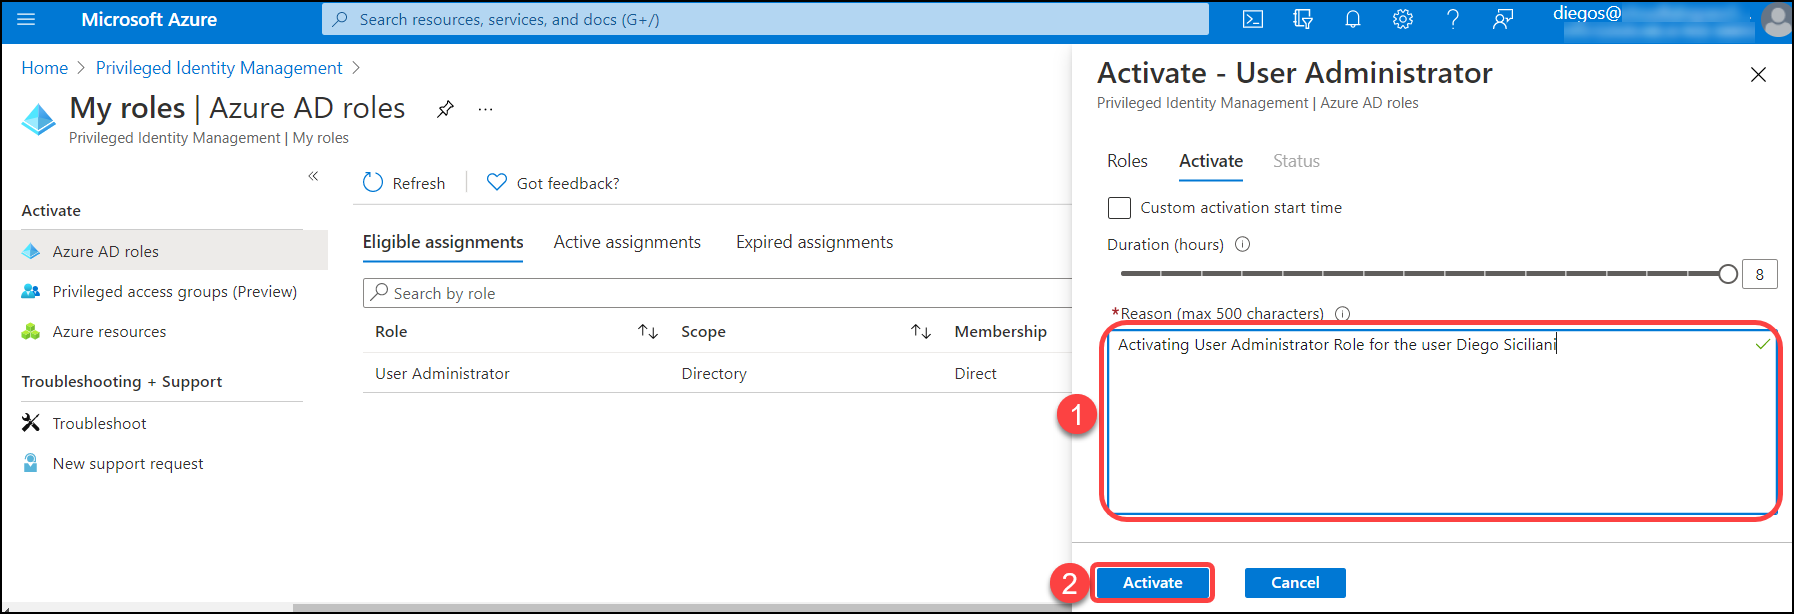 Microsoft Azure
Search resources, services, and docs (G+/)
diegos@
Home > Privileged Identity Management >
My roles | Azure AD roles
Privileged Identity Management | My roles
«
Activate
Azure AD roles
Privileged access groups (Preview)
Azure resources
Troubleshooting + Support
Troubleshoot
New support request
Refresh
Got feedback?
Eligible assignments Active assignments Expired assignments
Search by role
Role Scope Membership
User Administrator Directory Direct
Activate - User Administrator
Privileged Identity Management | Azure AD roles
Roles Activate Status
Custom activation start time
Duration (hours)
8
*Reason (max 500 characters)
Activating User Administrator Role for the user Diego Siciliani
1
2
Activate Cancel